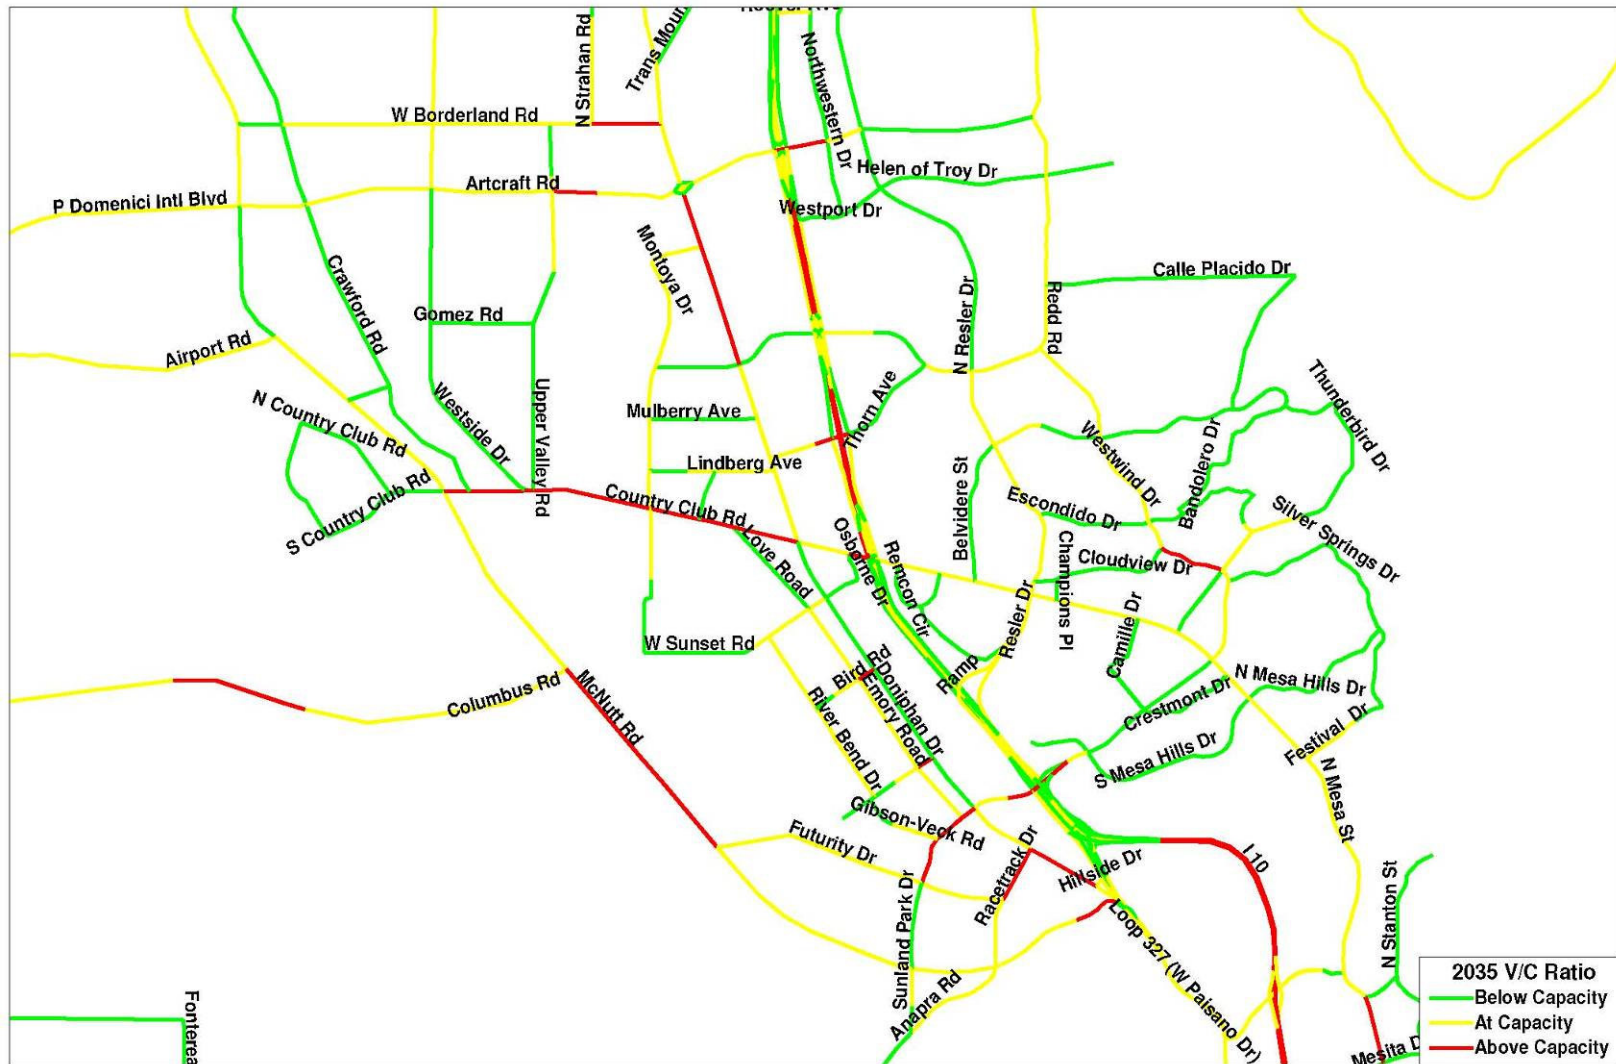 N Strahan Rd
Trans Moun
Northwestern Dr
W Borderland Rd
Helen of Troy Dr
Artcraft Rd
P Domenici Intl Blvd
Westport Dr
Montoya Dr
Crawford Rd
Calle Placido Dr
N Resler Dr
Redd Rd
Gomez Rd
Airport Rd
Thunderbird Dr
Thorn Ave
N Country Club Rd
Westside Dr
Upper Valley Rd
Mulberry Ave
Westwind Dr
Bandolero Dr
Lindberg Ave
Belvidere St
Country Club Rd
S Country Club Rd
Escondido Dr
Silver Springs Dr
Love Road
Osborne Dr
Remcon Cir
Champions Pl
Cloudview Dr
Resler Dr
Camille Dr
W Sunset Rd
Bird Rd
Ramp
N Mesa Hills Dr
Columbus Rd
McNutt Rd
River Bend Dr
Emory Road
Doniphan Dr
Crestmont Dr
Festival Dr
S Mesa Hills Dr
N Mesa St
Gibson-Veck Rd
Futurity Dr
Racetrack Dr
Hillside Dr
I 10
Sunland Park Dr
Loop 327 (W Paisano Dr)
N Stanton St
Anapra Rd
Fonterea
Mesita D
2035 V/C Ratio
Below Capacity
At Capacity
Above Capacity